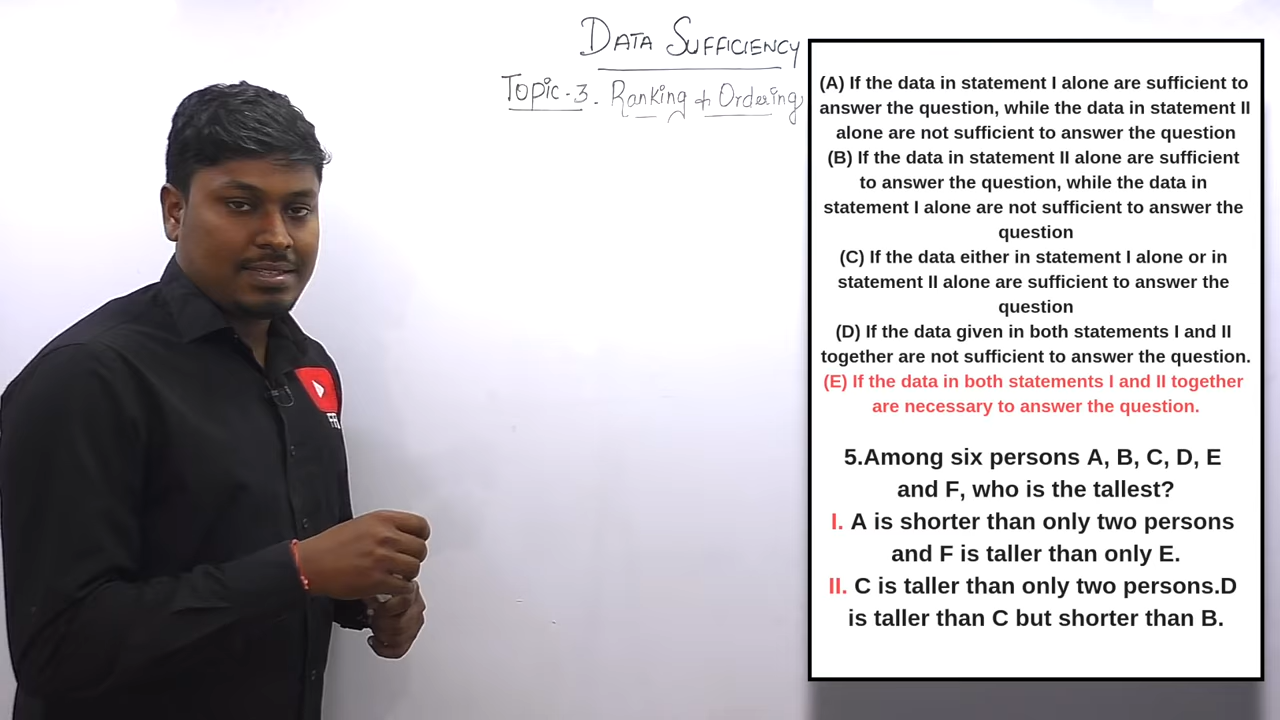 DATA SUFFICIENCY
Topic-3. Ranking & Ordering
(A) If the data in statement I alone are sufficient to
answer the question, while the data in statement II
alone are not sufficient to answer the question
(B) If the data in statement II alone are sufficient
to answer the question, while the data in
statement I alone are not sufficient to answer the
question
(C) If the data either in statement I alone or in
statement II alone are sufficient to answer the
question
(D) If the data given in both statements I and II
together are not sufficient to answer the question.
(E) If the data in both statements I and II together
are necessary to answer the question.
5.Among six persons A, B, C, D, E
and F, who is the tallest?
I. A is shorter than only two persons
and F is taller than only E.
II. C is taller than only two persons.D
is taller than C but shorter than B.